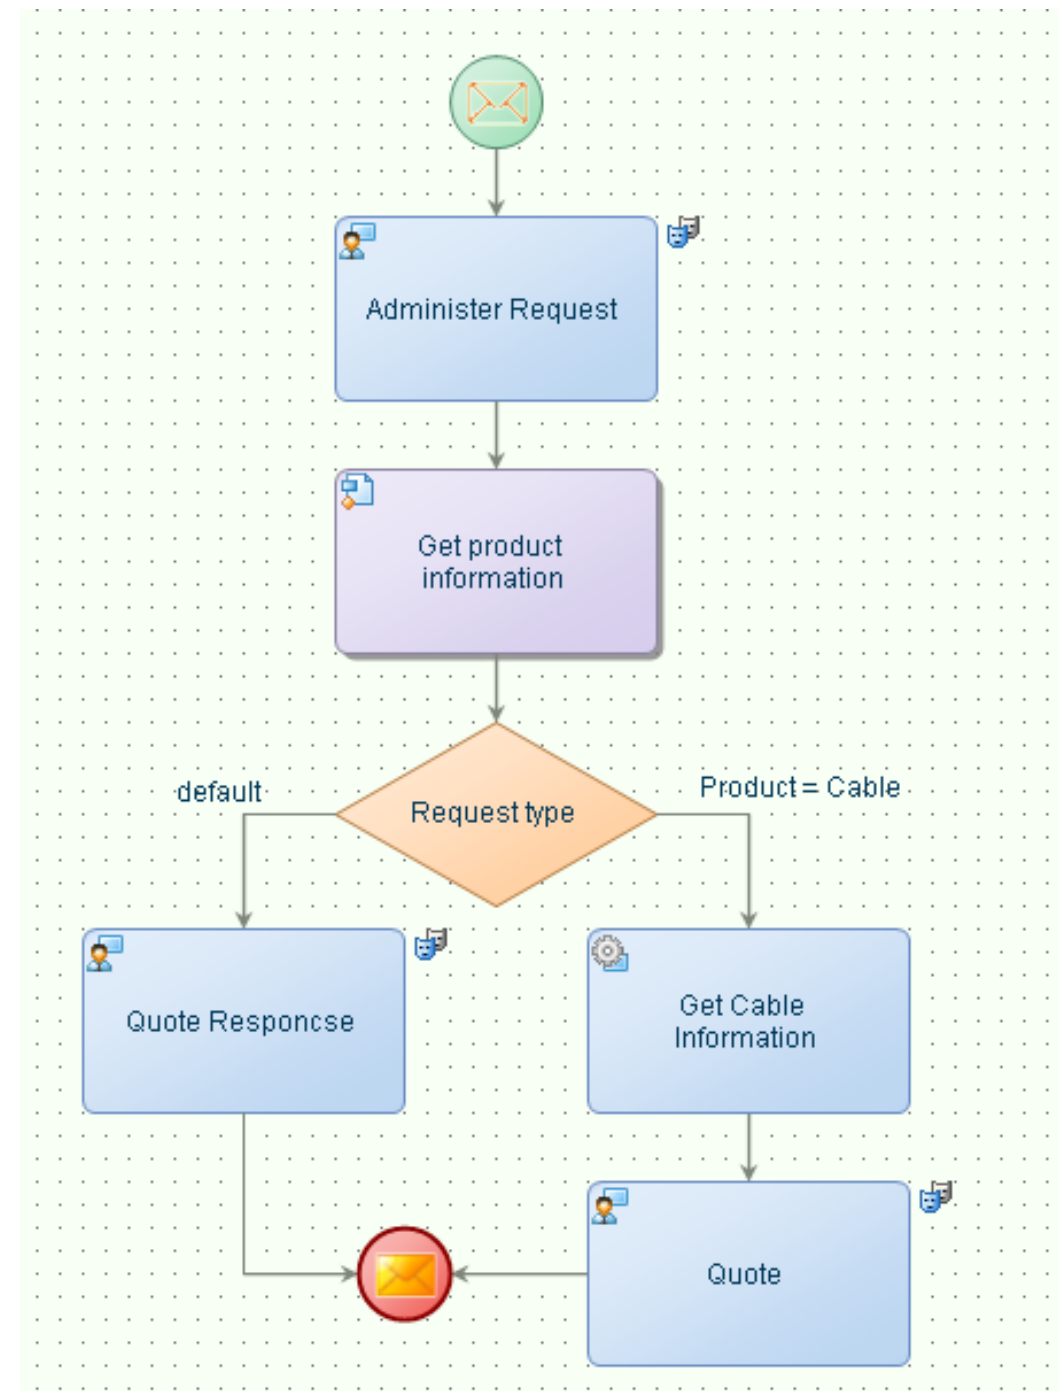 Administer Request
Get product
information
default
Product = Cable
Request type
Quote Responcse
Get Cable
Information
Quote